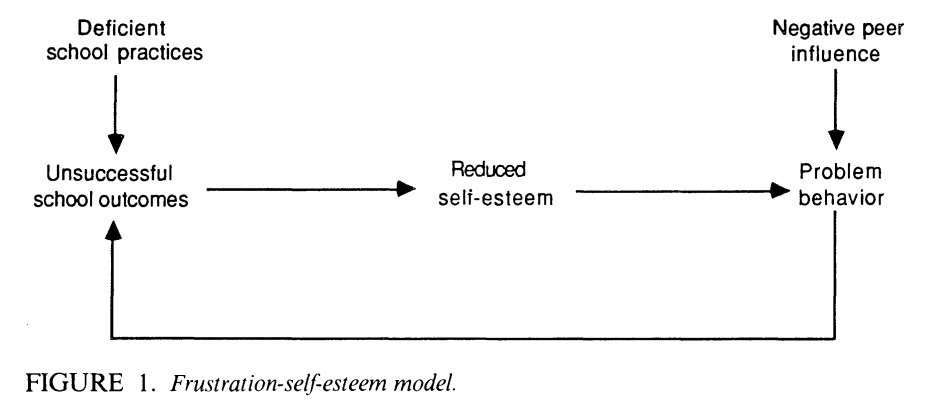 Deficient
school practices
Negative peer
influence
Unsuccessful
school outcomes
Reduced
self-esteem
Problem
behavior
FIGURE 1. Frustration-self-esteem model.